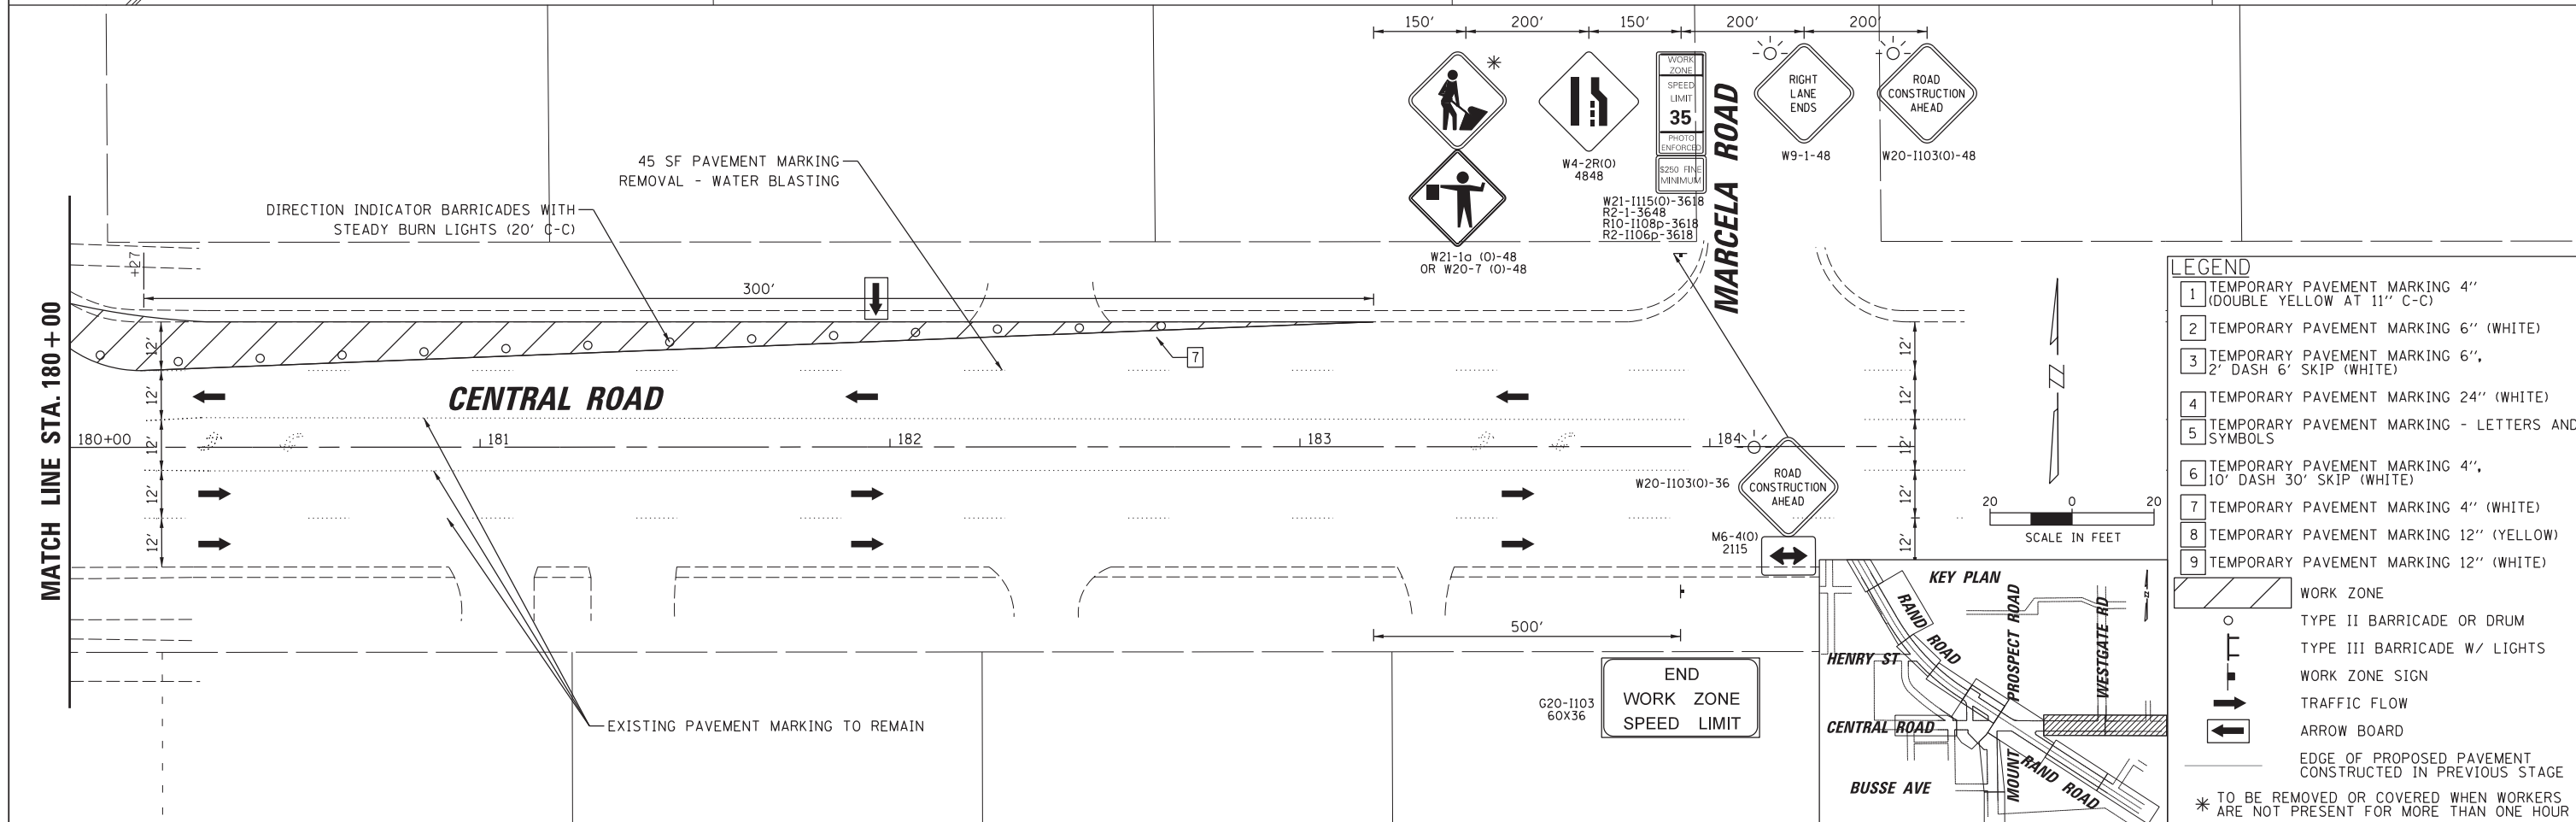 150' 200' 150' 200' 200'
WORK
ZONE
SPEED
LIMIT
35
PHOTO
ENFORCED
$250 FINE
MINIMUM
RIGHT
LANE
ENDS
ROAD
CONSTRUCTION
AHEAD
W4-2R(O)
4848
W9-1-48
W20-I103(O)-48
W21-I115(O)-3618
R2-1-3648
R10-I108p-3618
R2-I106p-3618
W21-1a (O)-48
OR W20-7 (O)-48
MARCELA ROAD
45 SF PAVEMENT MARKING
REMOVAL - WATER BLASTING
DIRECTION INDICATOR BARRICADES WITH
STEADY BURN LIGHTS (20' C-C)
+27
300'
7
MATCH LINE STA. 180+00
12'
12'
12'
12'
12'
CENTRAL ROAD
180+00 181 182 183 184
12'
12'
12'
12'
12'
W20-I103(O)-36
ROAD
CONSTRUCTION
AHEAD
M6-4(O)
2115
EXISTING PAVEMENT MARKING TO REMAIN
500'
G20-I103
60X36
END
WORK ZONE
SPEED LIMIT
N
20 0 20
SCALE IN FEET
KEY PLAN
RAND ROAD
HENRY ST
CENTRAL ROAD
BUSSE AVE
MOUNT PROSPECT ROAD
WESTGATE RD
RAND ROAD
LEGEND
1 TEMPORARY PAVEMENT MARKING 4"
(DOUBLE YELLOW AT 11" C-C)
2 TEMPORARY PAVEMENT MARKING 6" (WHITE)
3 TEMPORARY PAVEMENT MARKING 6",
2' DASH 6' SKIP (WHITE)
4 TEMPORARY PAVEMENT MARKING 24" (WHITE)
5 TEMPORARY PAVEMENT MARKING - LETTERS AND
SYMBOLS
6 TEMPORARY PAVEMENT MARKING 4",
10' DASH 30' SKIP (WHITE)
7 TEMPORARY PAVEMENT MARKING 4" (WHITE)
8 TEMPORARY PAVEMENT MARKING 12" (YELLOW)
9 TEMPORARY PAVEMENT MARKING 12" (WHITE)
WORK ZONE
TYPE II BARRICADE OR DRUM
TYPE III BARRICADE W/ LIGHTS
WORK ZONE SIGN
TRAFFIC FLOW
ARROW BOARD
EDGE OF PROPOSED PAVEMENT
CONSTRUCTED IN PREVIOUS STAGE
* TO BE REMOVED OR COVERED WHEN WORKERS
ARE NOT PRESENT FOR MORE THAN ONE HOUR